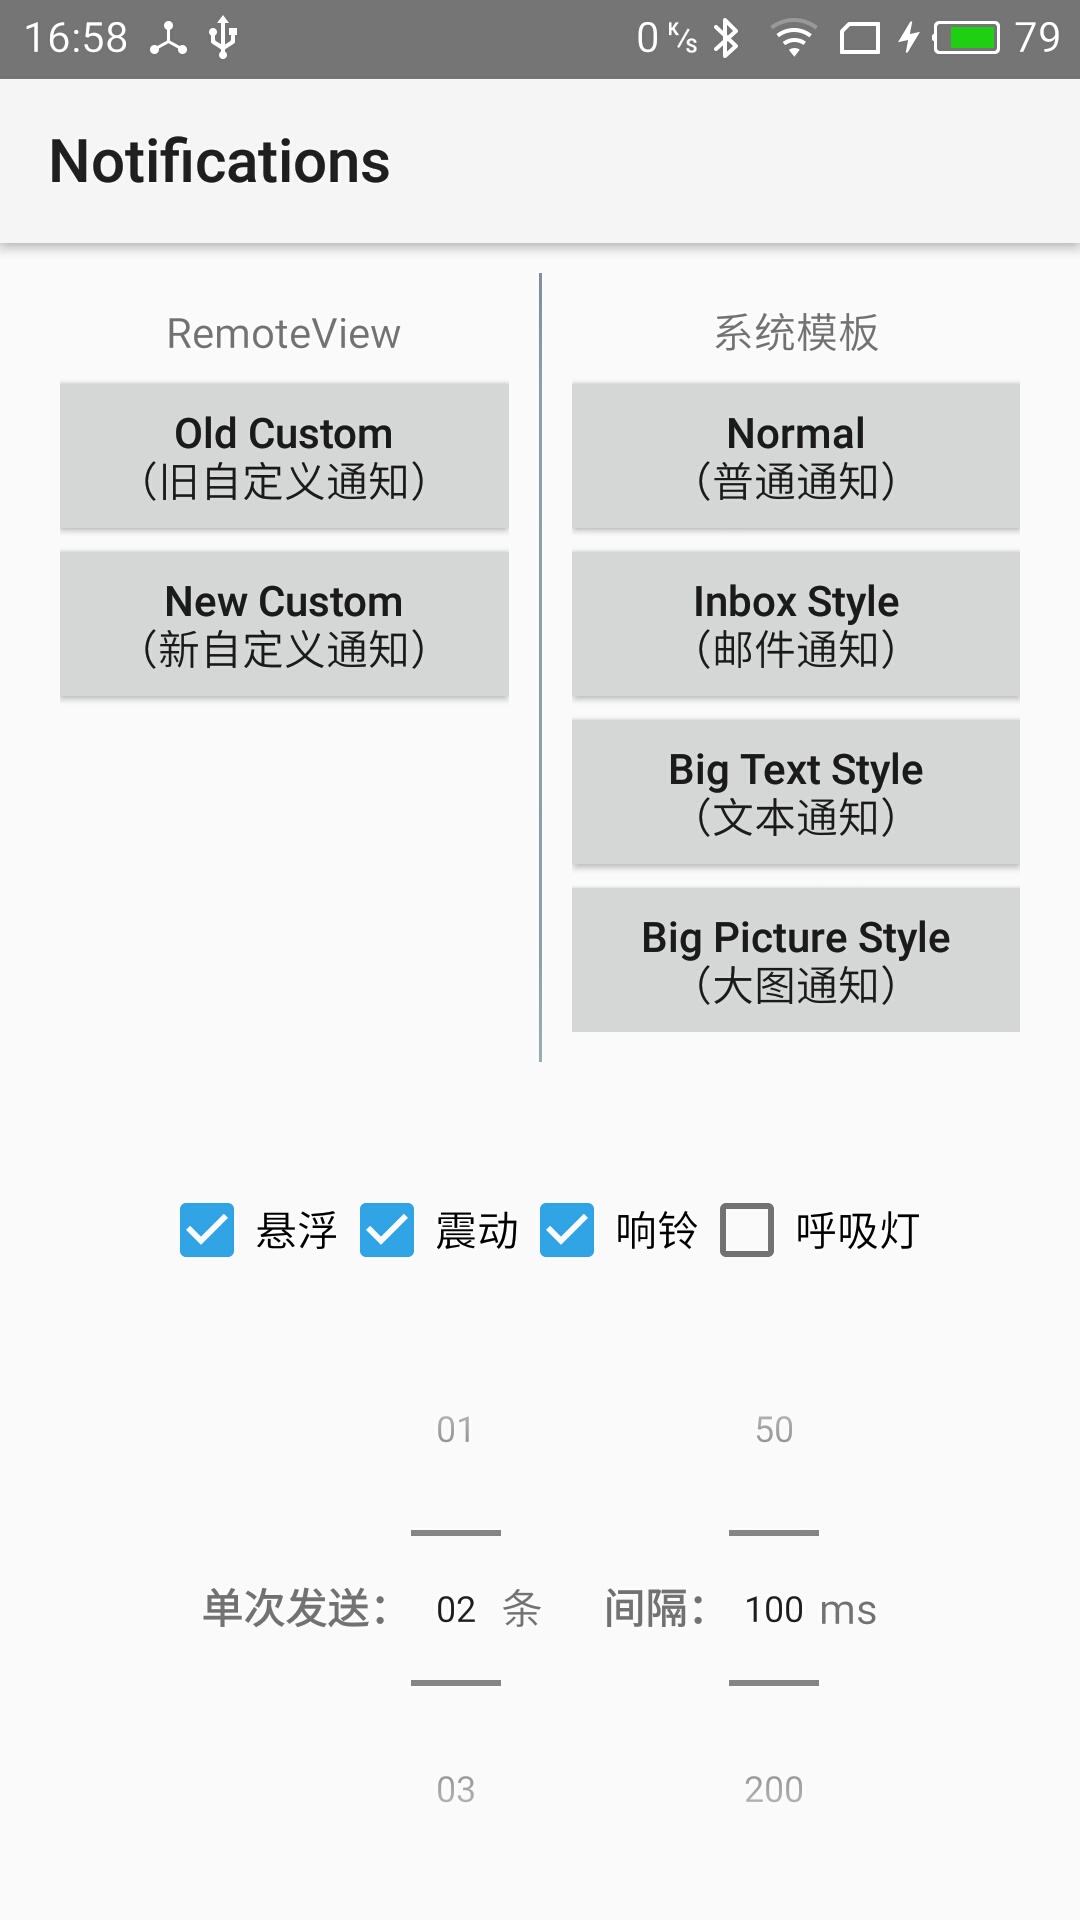 16:58 0 K/s 79
Notifications
RemoteView
Old Custom
（旧自定义通知）
New Custom
（新自定义通知）
系统模板
Normal
（普通通知）
Inbox Style
（邮件通知）
Big Text Style
（文本通知）
Big Picture Style
（大图通知）
悬浮 震动 响铃 呼吸灯
01 50
单次发送： 02 条 间隔： 100 ms
03 200